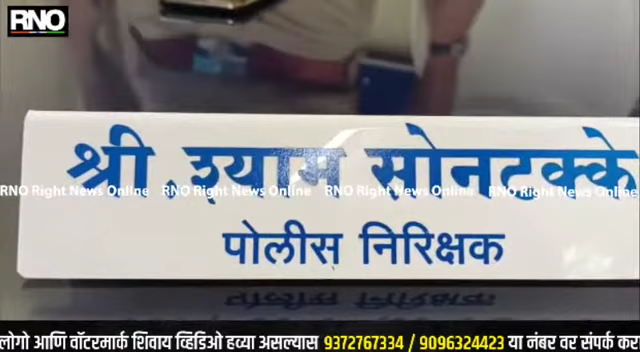 RNO
श्री.श्याम सोनटक्के
RNO Right News Online RNO Right News Online RNO Right News Online RNO Right News Online
पोलीस निरिक्षक
लोगो आणि वॉटरमार्क शिवाय व्हिडिओ हव्या असल्यास 9372767334 / 9096324423 या नंबर वर संपर्क कर